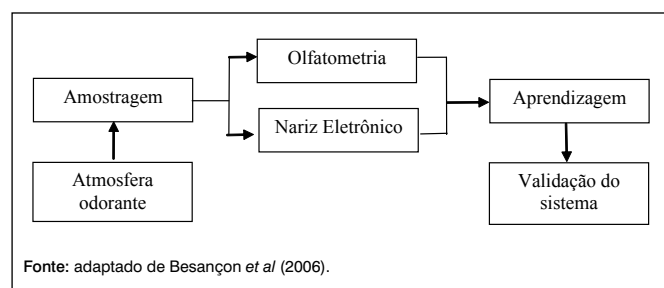 Olfatometria
Amostragem
Aprendizagem
Nariz Eletrônico
Atmosfera
odorante
Validação do
sistema
Fonte: adaptado de Besançon et al (2006).